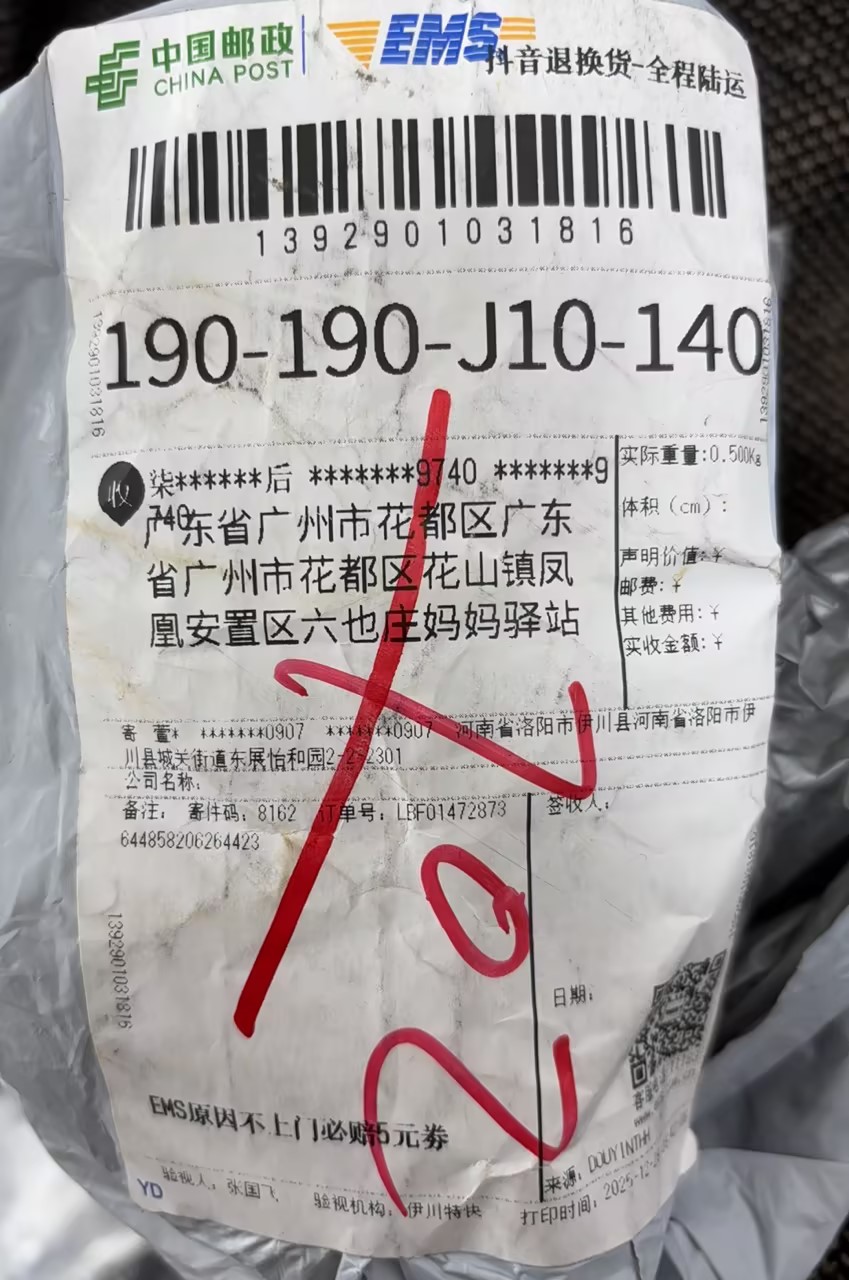 中国邮政
CHINA POST
EMS
抖音退换货-全程陆运
1392901031816
190-190-J10-140
1392901031816
1392901031816
收
柒******后 *******9740 *******9
740
广东省广州市花都区广东
省广州市花都区花山镇凤
凰安置区六也庄妈妈驿站
实际重量:0.500Kg
体积（cm）:
声明价值:¥
邮费:¥
其他费用:¥
实收金额:¥
寄 董* *******0907 *******0907 河南省洛阳市伊川县河南省洛阳市伊
川县城关街道东展怡和园2-2-2301
公司名称:
备注: 寄件码: 8162 订单号: LBF01472873
644858206264423
签收人:
202
1392901031816
日期:
EMS原因不上门必赔5元券
来源: DOUYINTHH
YD
验视人: 张国飞
验视机构: 伊川特快
打印时间: 2025-12-